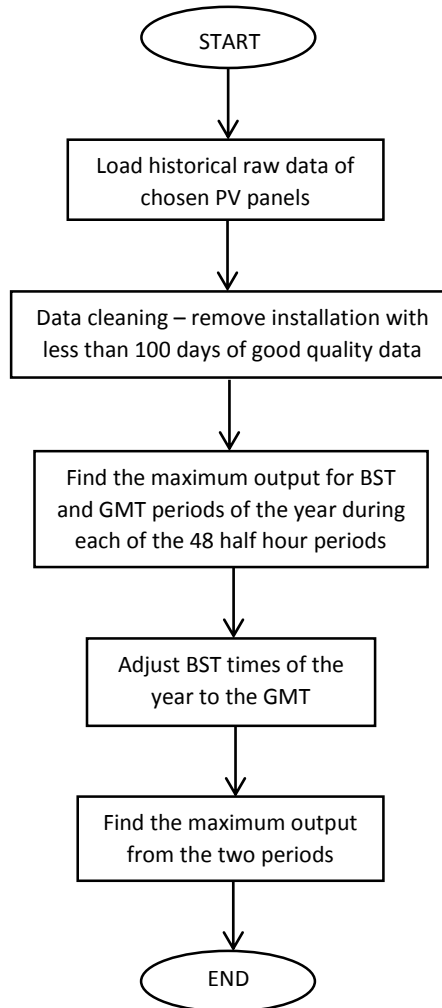 START
Load historical raw data of
chosen PV panels
Data cleaning – remove installation with
less than 100 days of good quality data
Find the maximum output for BST
and GMT periods of the year during
each of the 48 half hour periods
Adjust BST times of the
year to the GMT
Find the maximum output
from the two periods
END